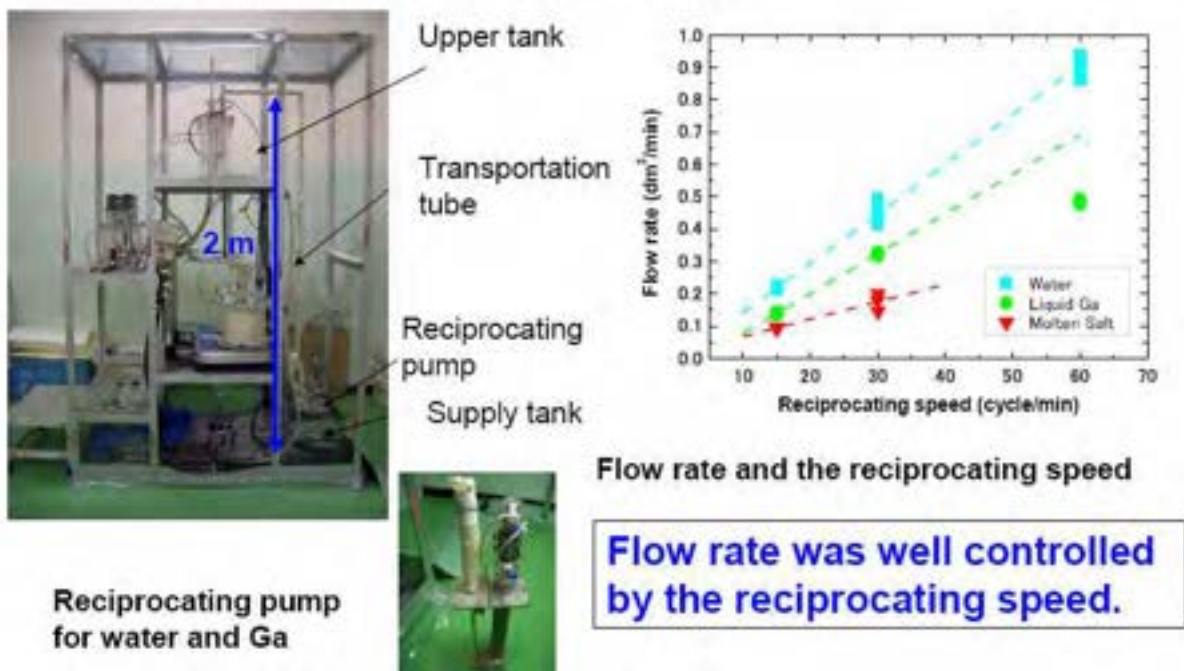 Upper tank
Transportation
tube
2 m
Reciprocating
pump
Supply tank
Reciprocating pump
for water and Ga
Flow rate (dm³/min)
1.0
0.9
0.8
0.7
0.6
0.5
0.4
0.3
0.2
0.1
0.0
Water
Liquid Ga
Molten Salt
10 20 30 40 50 60 70
Reciprocating speed (cycle/min)
Flow rate and the reciprocating speed
Flow rate was well controlled
by the reciprocating speed.